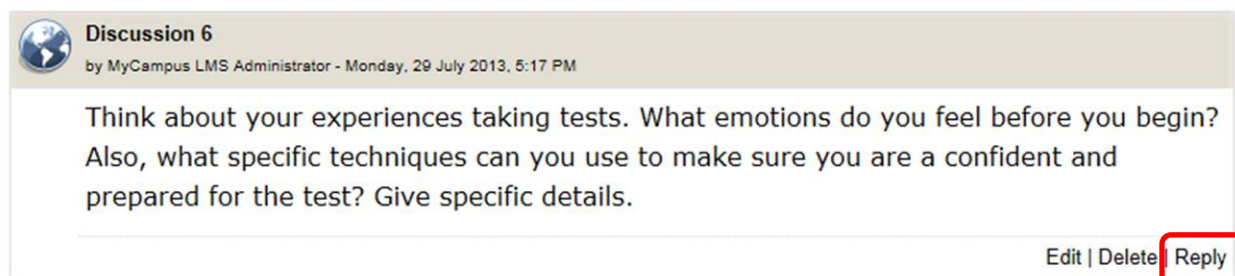 Discussion 6
by MyCampus LMS Administrator - Monday, 29 July 2013, 5:17 PM
Think about your experiences taking tests. What emotions do you feel before you begin?
Also, what specific techniques can you use to make sure you are a confident and
prepared for the test? Give specific details.
Edit | Delete | Reply